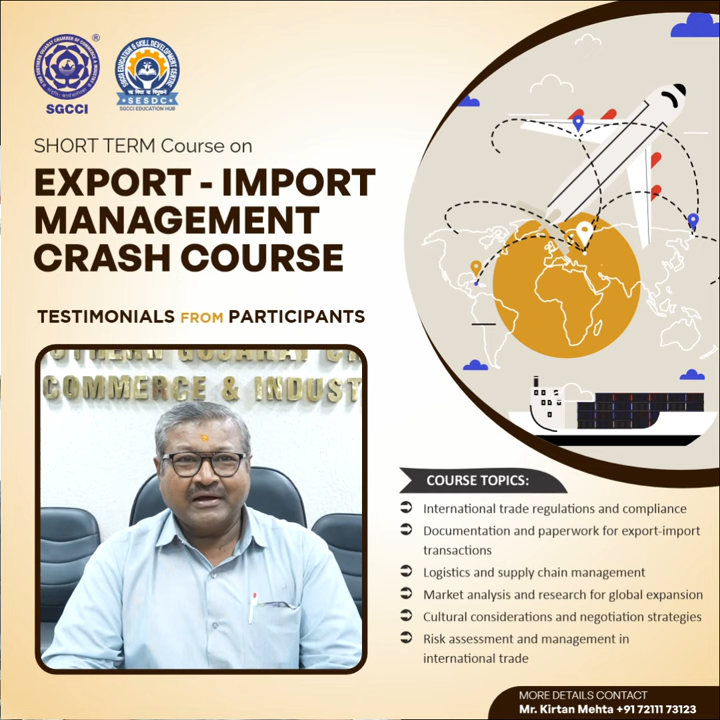 ®
SGCCI
SESDC
SGCCI EDUCATION HUB
SHORT TERM Course on
EXPORT - IMPORT
MANAGEMENT
CRASH COURSE
TESTIMONIALS FROM PARTICIPANTS
COMMERCE & INDUST
COURSE TOPICS:
International trade regulations and compliance
Documentation and paperwork for export-import
transactions
Logistics and supply chain management
Market analysis and research for global expansion
Cultural considerations and negotiation strategies
Risk assessment and management in
international trade
MORE DETAILS CONTACT
Mr. Kirtan Mehta +91 72111 73123